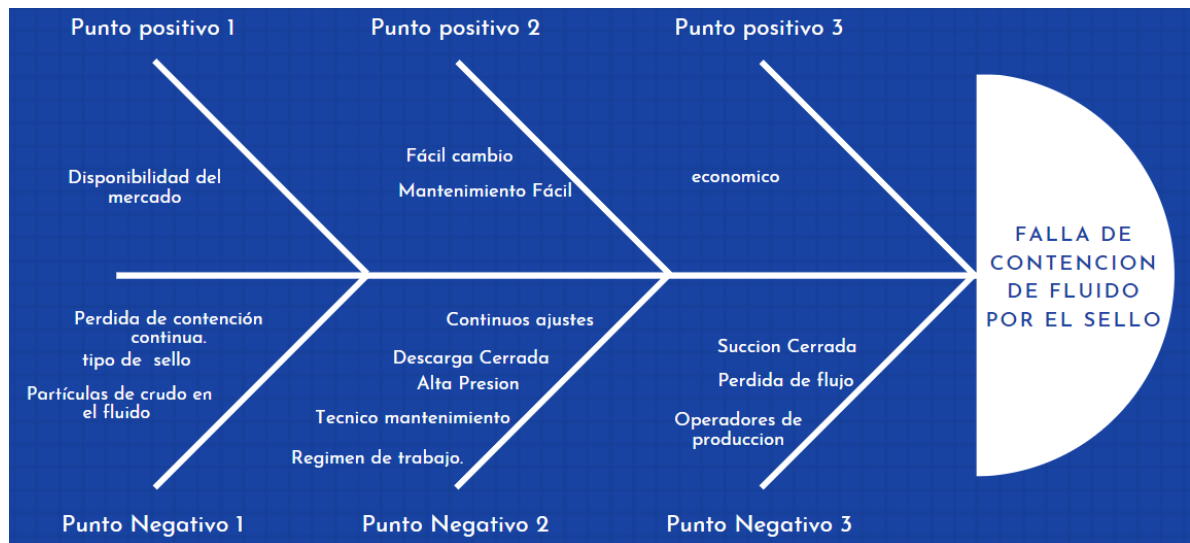 Punto positivo 1
Punto positivo 2
Punto positivo 3
Disponibilidad del
mercado
Fácil cambio
Mantenimiento Fácil
economico
FALLA DE
CONTENCION
DE FLUIDO
POR EL SELLO
Perdida de contención
continua.
tipo de sello
Partículas de crudo en
el fluido
Continuos ajustes
Descarga Cerrada
Alta Presion
Tecnico mantenimiento
Regimen de trabajo.
Succion Cerrada
Perdida de flujo
Operadores de
produccion
Punto Negativo 1
Punto Negativo 2
Punto Negativo 3